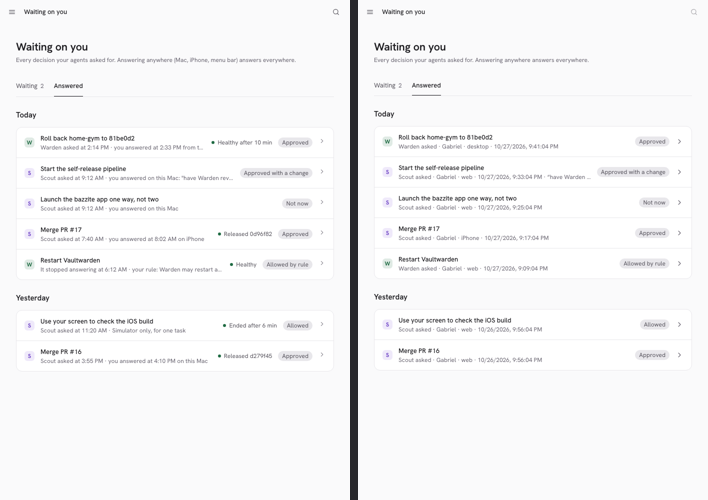 Waiting on you
Waiting on you
Every decision your agents asked for. Answering anywhere (Mac, iPhone, menu bar) answers everywhere.
Waiting 2 Answered
Today
W Roll back home-gym to 81be0d2
Warden asked at 2:14 PM · you answered at 2:33 PM from t...
Healthy after 10 min Approved
S Start the self-release pipeline
Scout asked at 9:12 AM · you answered on this Mac: "have Warden rev...
Approved with a change
S Launch the bazzite app one way, not two
Scout asked at 9:12 AM · you answered on this Mac
Not now
S Merge PR #17
Scout asked at 7:40 AM · you answered at 8:02 AM on iPhone
Released 0d96f82 Approved
W Restart Vaultwarden
It stopped answering at 6:12 AM · your rule: Warden may restart a...
Healthy Allowed by rule
Yesterday
S Use your screen to check the iOS build
Scout asked at 11:20 AM · Simulator only, for one task
Ended after 6 min Allowed
S Merge PR #16
Scout asked at 3:55 PM · you answered at 4:10 PM on this Mac
Released d279f45 Approved
Waiting on you
Waiting on you
Every decision your agents asked for. Answering anywhere answers everywhere.
Waiting 2 Answered
Today
W Roll back home-gym to 81be0d2
Warden asked · Gabriel · desktop · 10/27/2026, 9:41:04 PM
Approved
S Start the self-release pipeline
Scout asked · Gabriel · web · 10/27/2026, 9:33:04 PM · "have Warden ...
Approved with a change
S Launch the bazzite app one way, not two
Scout asked · Gabriel · web · 10/27/2026, 9:25:04 PM
Not now
S Merge PR #17
Scout asked · Gabriel · iPhone · 10/27/2026, 9:17:04 PM
Approved
W Restart Vaultwarden
Warden asked · Gabriel · web · 10/27/2026, 9:09:04 PM
Allowed by rule
Yesterday
S Use your screen to check the iOS build
Scout asked · Gabriel · web · 10/26/2026, 9:56:04 PM
Allowed
S Merge PR #16
Scout asked · Gabriel · web · 10/26/2026, 9:56:04 PM
Approved